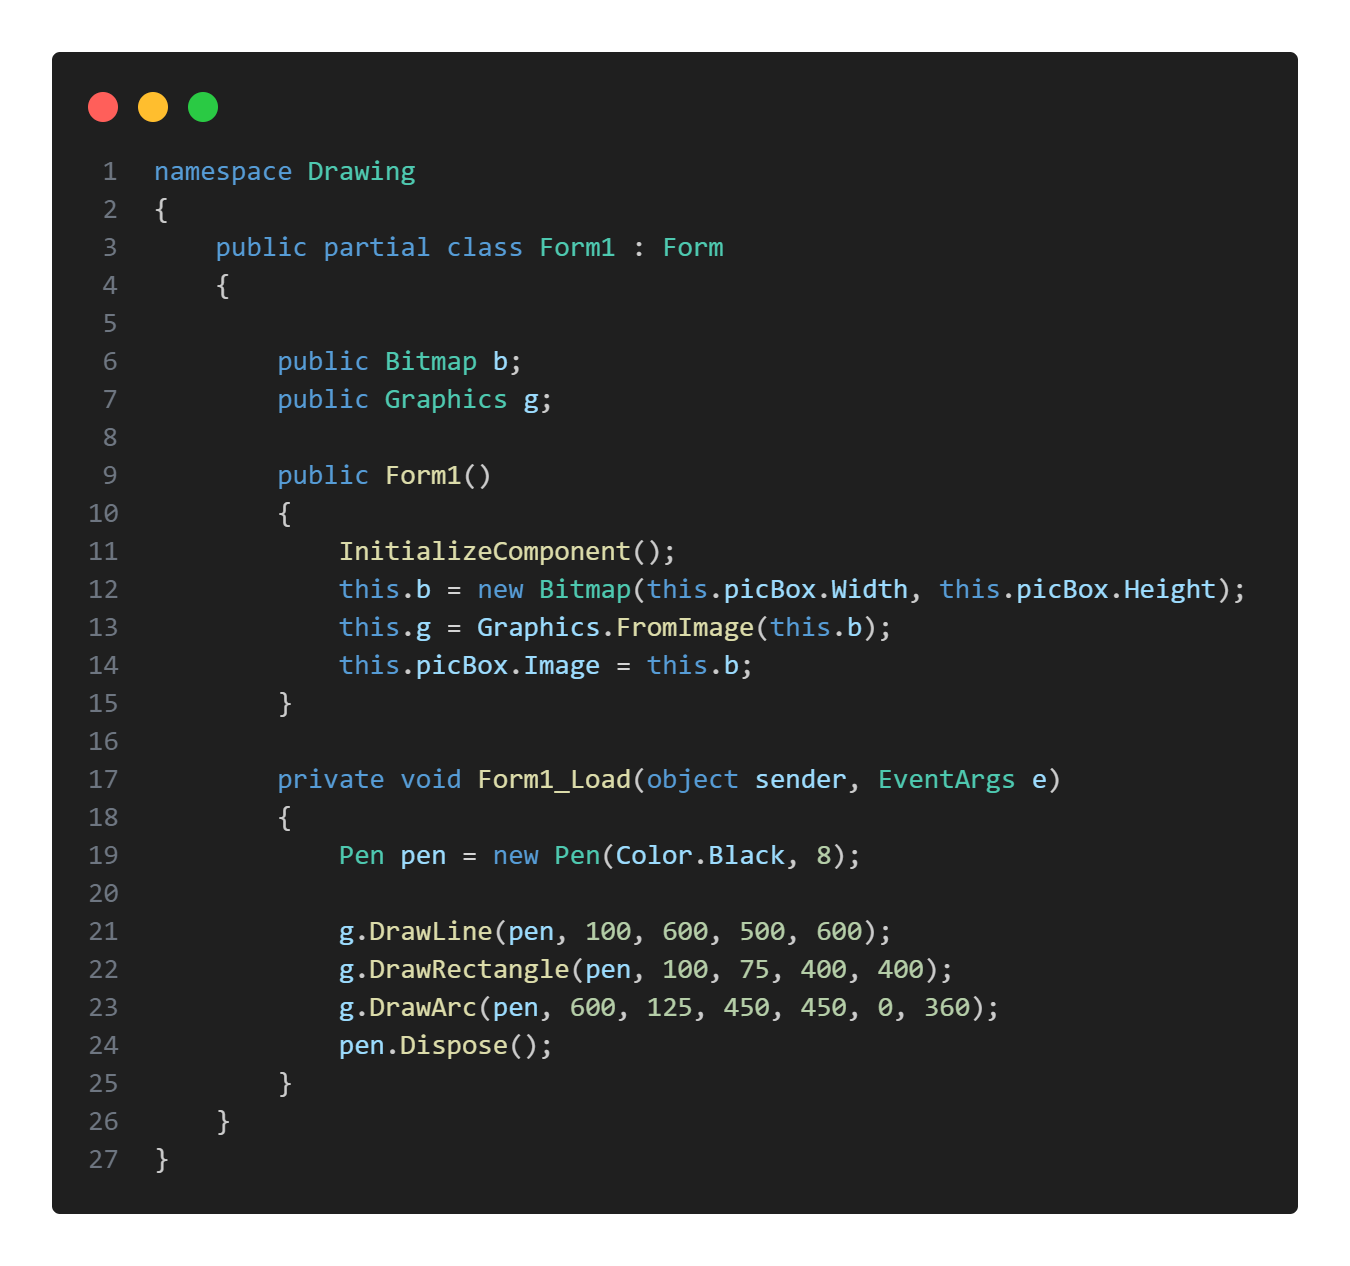 1 namespace Drawing
2 {
3     public partial class Form1 : Form
4     {
5
6         public Bitmap b;
7         public Graphics g;
8
9         public Form1()
10         {
11             InitializeComponent();
12             this.b = new Bitmap(this.picBox.Width, this.picBox.Height);
13             this.g = Graphics.FromImage(this.b);
14             this.picBox.Image = this.b;
15         }
16
17         private void Form1_Load(object sender, EventArgs e)
18         {
19             Pen pen = new Pen(Color.Black, 8);
20
21             g.DrawLine(pen, 100, 600, 500, 600);
22             g.DrawRectangle(pen, 100, 75, 400, 400);
23             g.DrawArc(pen, 600, 125, 450, 450, 0, 360);
24             pen.Dispose();
25         }
26     }
27 }